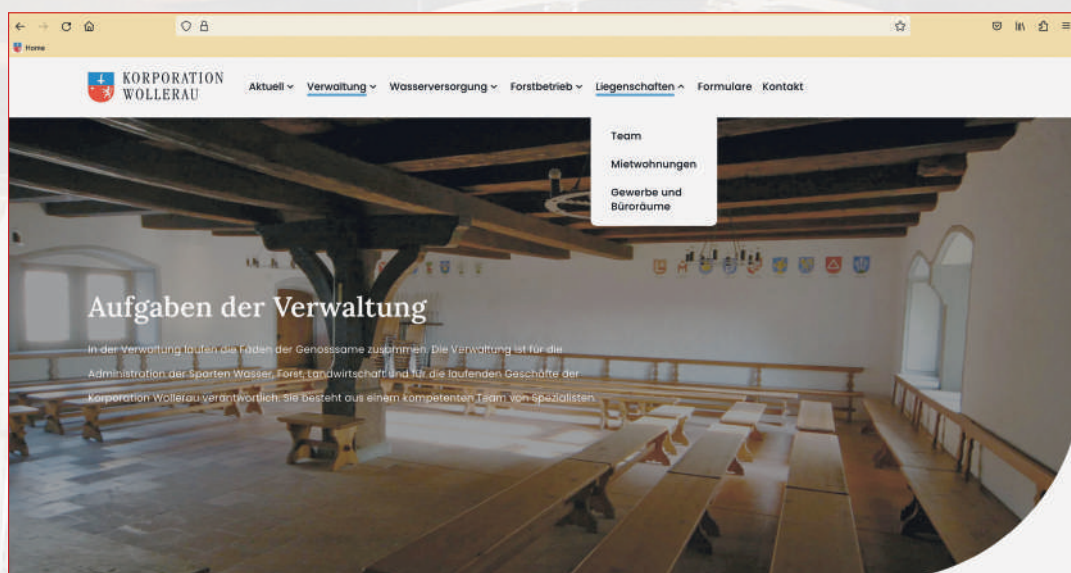 Home
KORPORATION
WOLLERAU
Aktuell Verwaltung Wasserversorgung Forstbetrieb Liegenschaften Formulare Kontakt
Team
Mietwohnungen
Gewerbe und
Büroräume
Aufgaben der Verwaltung
In der Verwaltung laufen die Fäden der Genosssame zusammen. Die Verwaltung ist für die
Administration der Sparten Wasser, Forst, Landwirtschaft und für die laufenden Geschäfte der
Korporation Wollerau verantwortlich. Sie besteht aus einem kompetenten Team von Spezialisten.